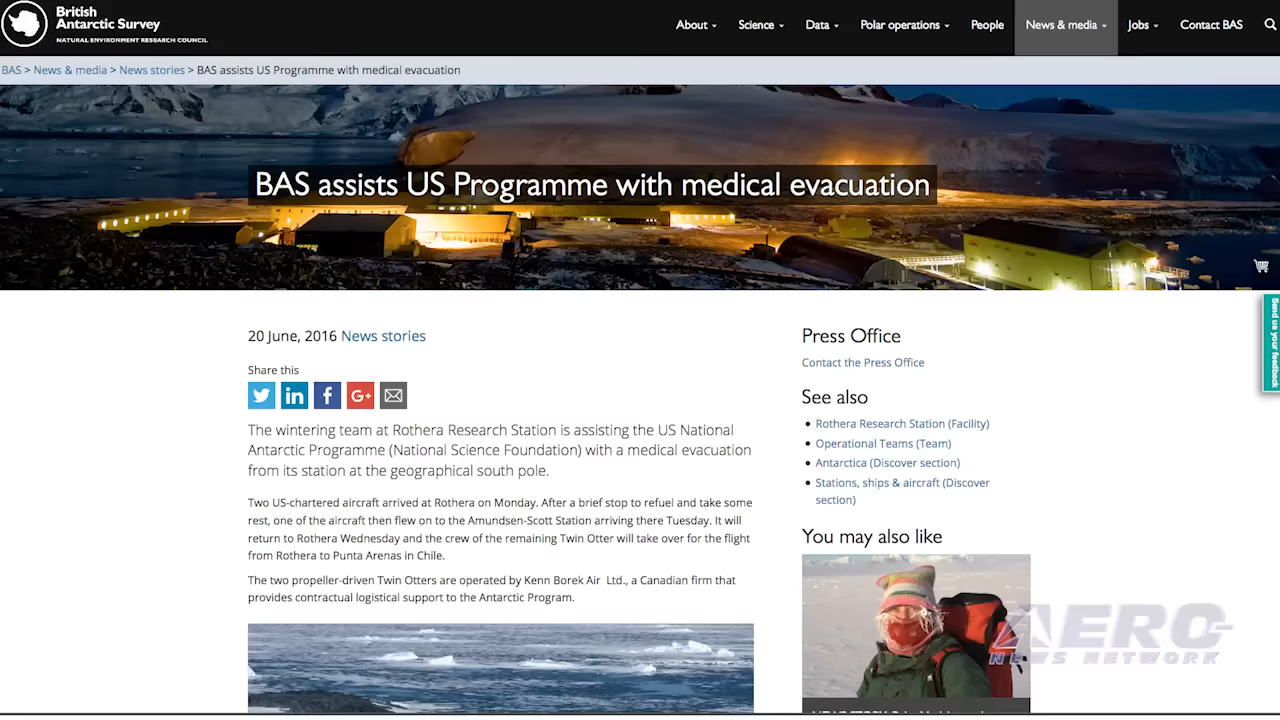 British
Antarctic Survey
NATURAL ENVIRONMENT RESEARCH COUNCIL
About
Science
Data
Polar operations
People
News & media
Jobs
Contact BAS
BAS > News & media > News stories > BAS assists US Programme with medical evacuation
BAS assists US Programme with medical evacuation
Send us your feedback
20 June, 2016 News stories
Share this
The wintering team at Rothera Research Station is assisting the US National
Antarctic Programme (National Science Foundation) with a medical evacuation
from its station at the geographical south pole.
Two US-chartered aircraft arrived at Rothera on Monday. After a brief stop to refuel and take some
rest, one of the aircraft then flew on to the Amundsen-Scott Station arriving there Tuesday. It will
return to Rothera Wednesday and the crew of the remaining Twin Otter will take over for the flight
from Rothera to Punta Arenas in Chile.
The two propeller-driven Twin Otters are operated by Kenn Borek Air Ltd., a Canadian firm that
provides contractual logistical support to the Antarctic Program.
Press Office
Contact the Press Office
See also
Rothera Research Station (Facility)
Operational Teams (Team)
Antarctica (Discover section)
Stations, ships & aircraft (Discover
section)
You may also like
AERO
NEWS NETWORK